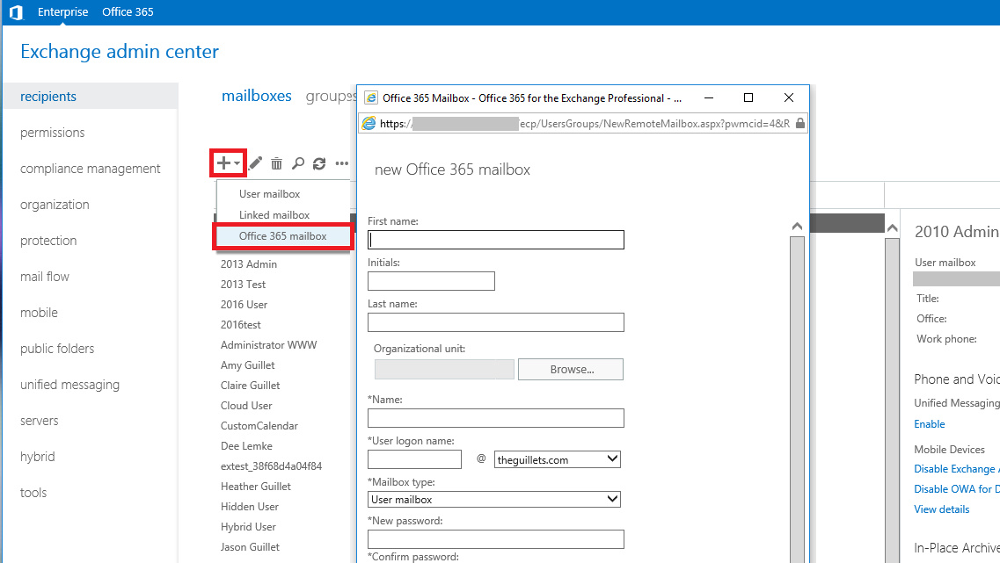 Enterprise Office 365
Exchange admin center
recipients
permissions
compliance management
organization
protection
mail flow
mobile
public folders
unified messaging
servers
hybrid
tools
mailboxes groups
User mailbox
Linked mailbox
Office 365 mailbox
2013 Admin
2013 Test
2016 User
2016test
Administrator WWW
Amy Guillet
Claire Guillet
Cloud User
CustomCalendar
Dee Lemke
extest_38f68d4a04f84
Heather Guillet
Hidden User
Hybrid User
Jason Guillet
Office 365 Mailbox - Office 365 for the Exchange Professional - ...
https:/ ecp/UsersGroups/NewRemoteMailbox.aspx?pwmcid=4&R
new Office 365 mailbox
First name:
Initials:
Last name:
Organizational unit:
Browse...
*Name:
*User logon name:
@ theguillets.com
*Mailbox type:
User mailbox
*New password:
*Confirm password:
2010 Admin
User mailbox
Title:
Office:
Work phone:
Phone and Voic
Unified Messaging
Enable
Mobile Devices
Disable Exchange A
Disable OWA for D
View details
In-Place Archive